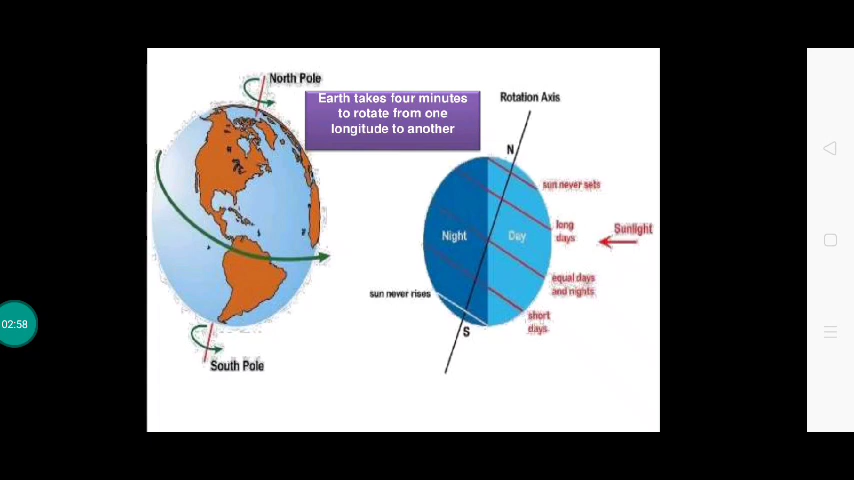 North Pole
Earth takes four minutes
to rotate from one
longitude to another
Rotation Axis
N
sun never sets
long
days
Sunlight
Night
Day
equal days
and nights
sun never rises
short
days
S
South Pole
02:58